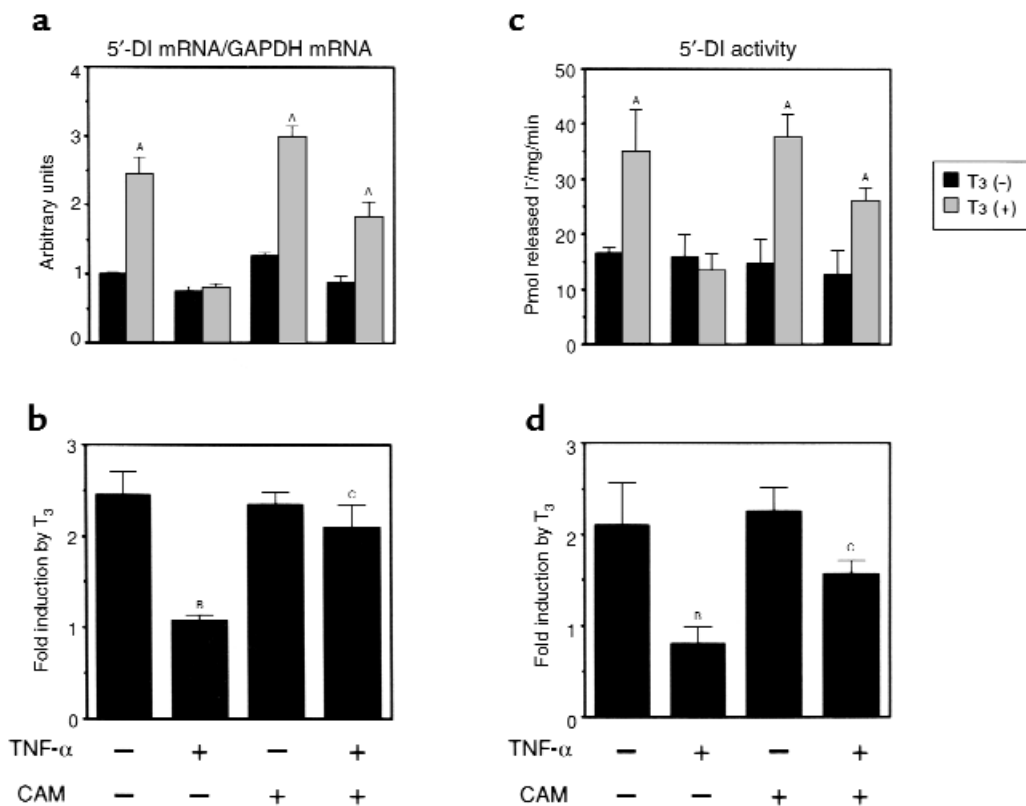 a
5′-DI mRNA/GAPDH mRNA
Arbitrary units
4
3
2
1
0
A
A
A
c
5′-DI activity
Pmol released I-/mg/min
50
40
30
20
10
0
A
A
A
T3 (–)
T3 (+)
b
Fold induction by T3
3
2
1
0
B
C
TNF-α – + – +
CAM – – + +
d
Fold induction by T3
3
2
1
0
B
C
TNF-α – + – +
CAM – – + +